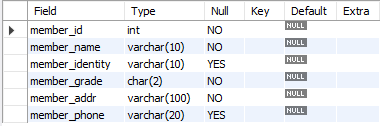 Field Type Null Key Default Extra
member_id int NO NULL
member_name varchar(10) NO NULL
member_identity varchar(10) YES NULL
member_grade char(2) NO NULL
member_addr varchar(100) NO NULL
member_phone varchar(20) YES NULL